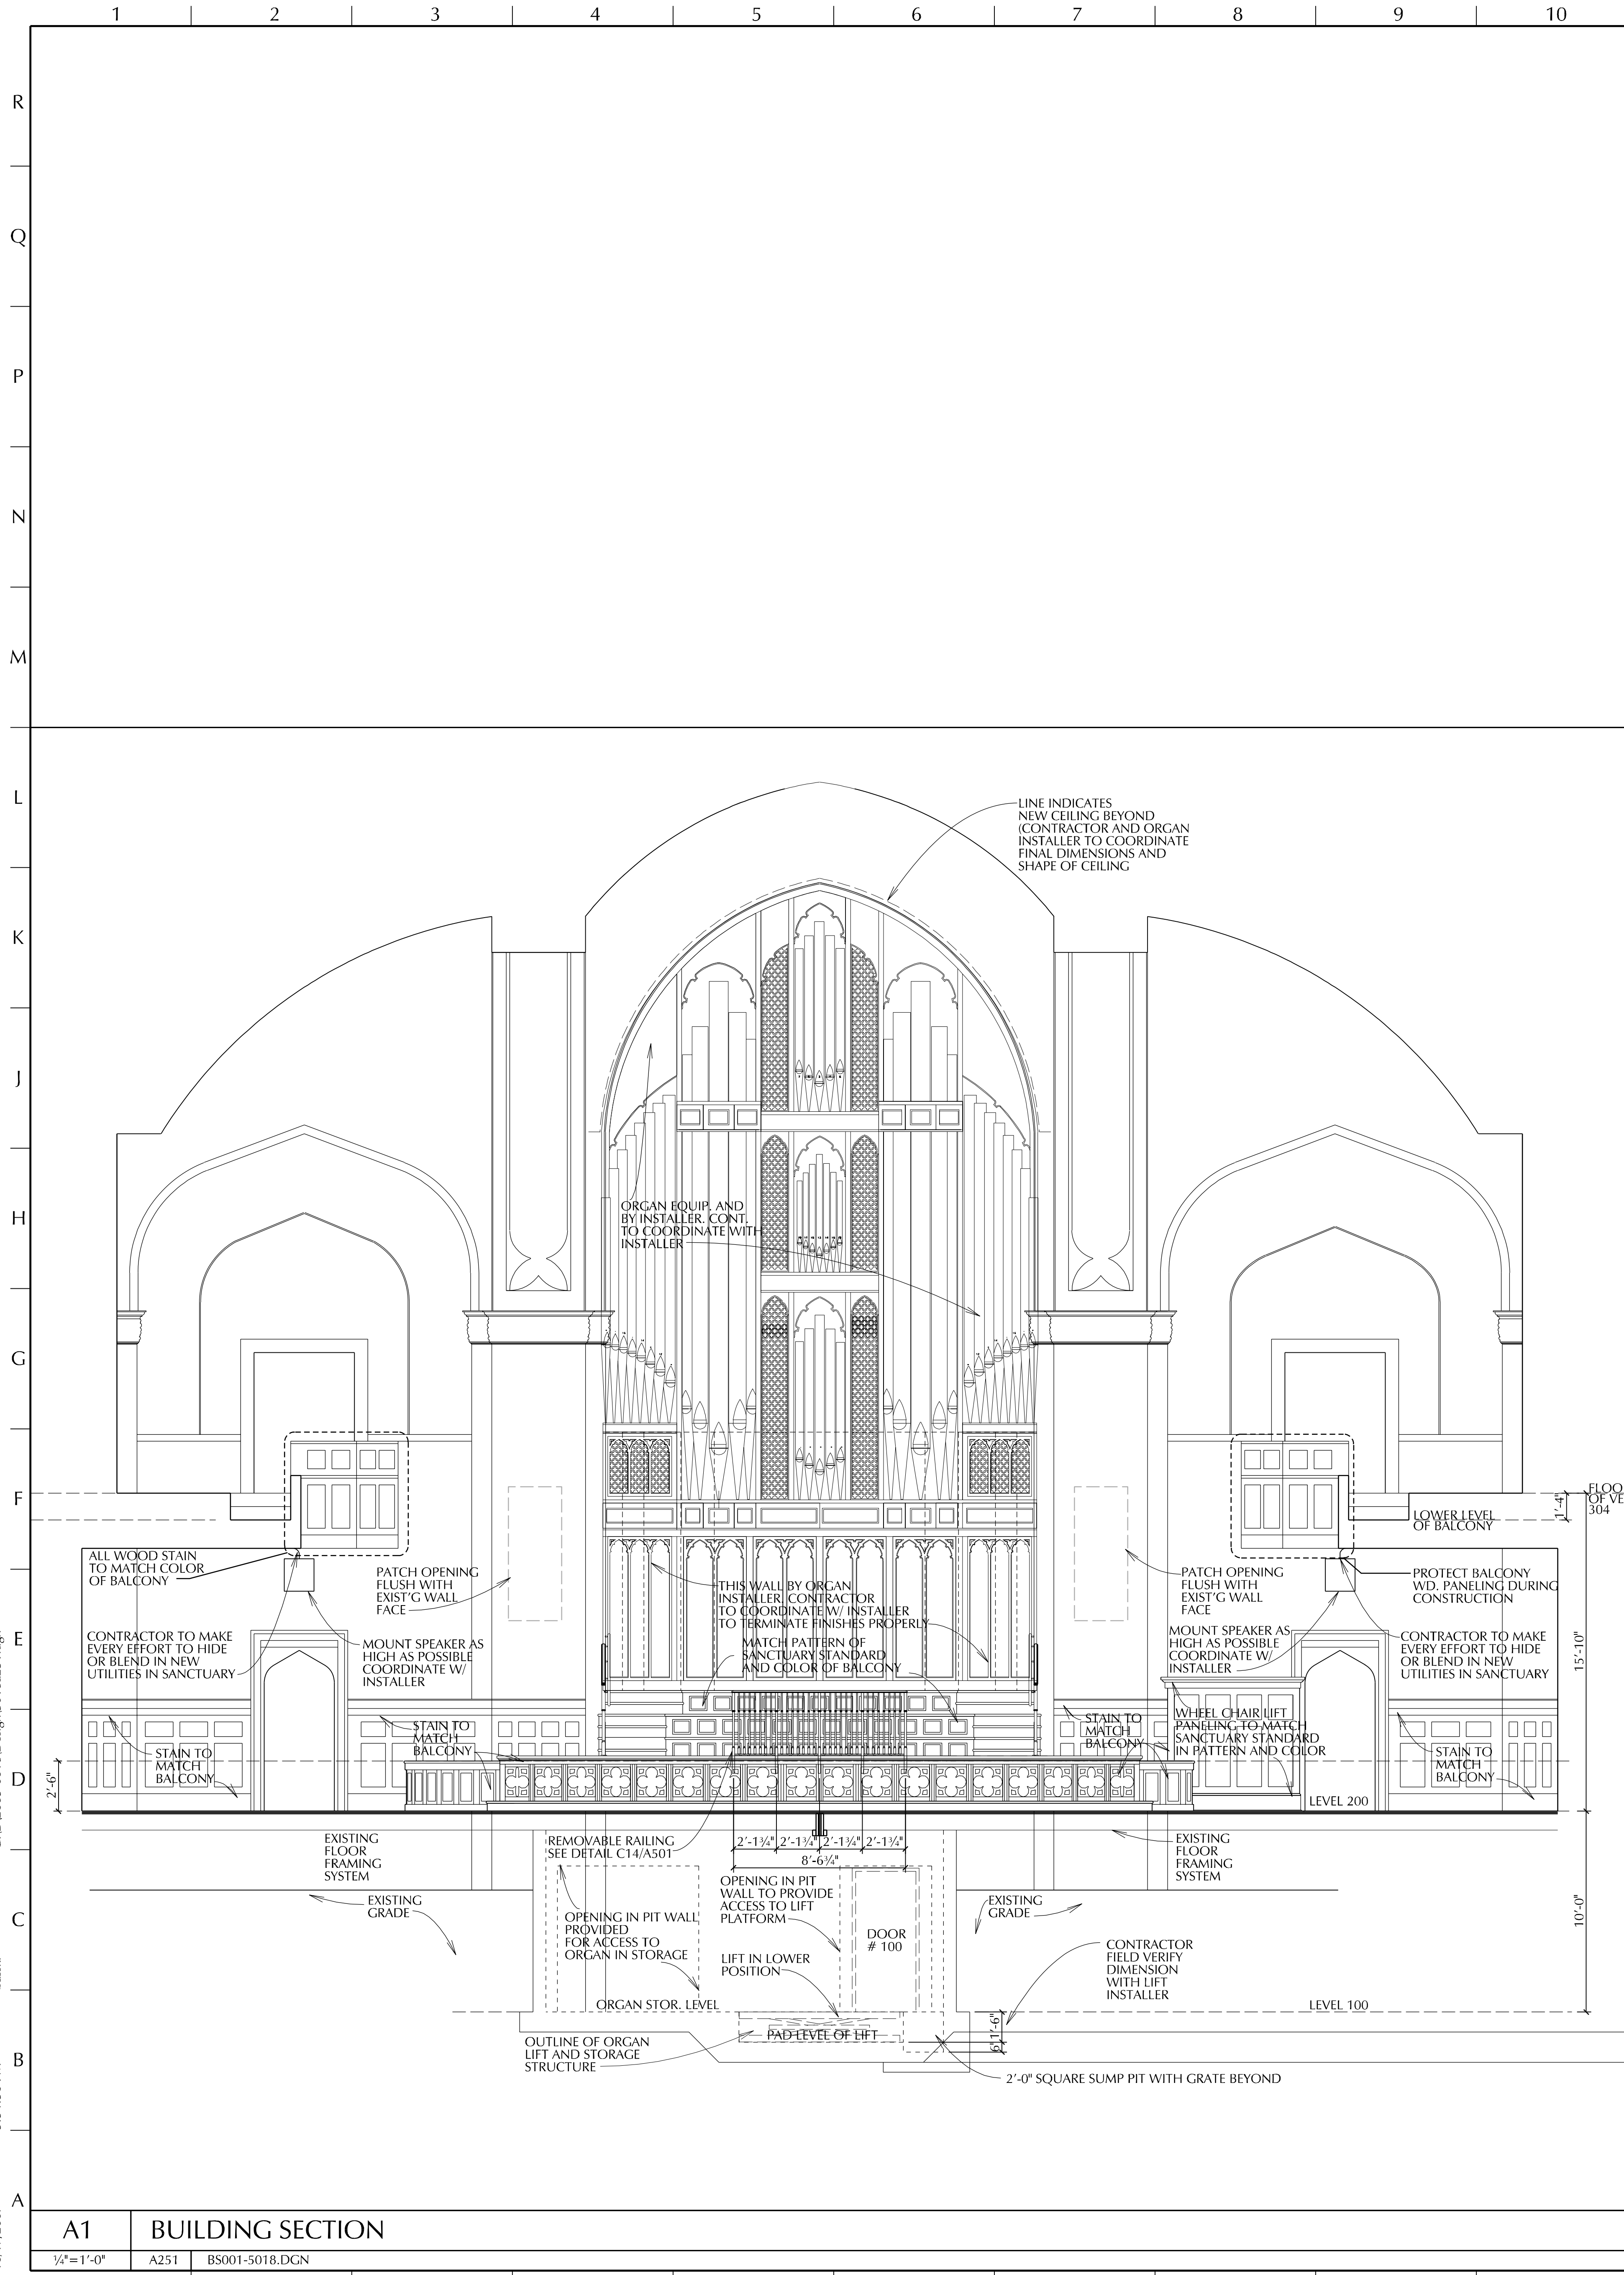 1 2 3 4 5 6 7 8 9 10
R
Q
P
N
M
L
K
J
H
G
F
E
D
C
B
A
LINE INDICATES
NEW CEILING BEYOND
(CONTRACTOR AND ORGAN
INSTALLER TO COORDINATE
FINAL DIMENSIONS AND
SHAPE OF CEILING
ORGAN EQUIP. AND
BY INSTALLER. CONT.
TO COORDINATE WITH
INSTALLER
FLOO
OF VE
304
1'-4"
LOWER LEVEL
OF BALCONY
ALL WOOD STAIN
TO MATCH COLOR
OF BALCONY
PATCH OPENING
FLUSH WITH
EXIST'G WALL
FACE
THIS WALL BY ORGAN
INSTALLER. CONTRACTOR
TO COORDINATE W/ INSTALLER
TO TERMINATE FINISHES PROPERLY
MATCH PATTERN OF
SANCTUARY STANDARD
AND COLOR OF BALCONY
PATCH OPENING
FLUSH WITH
EXIST'G WALL
FACE
PROTECT BALCONY
WD. PANELING DURING
CONSTRUCTION
CONTRACTOR TO MAKE
EVERY EFFORT TO HIDE
OR BLEND IN NEW
UTILITIES IN SANCTUARY
MOUNT SPEAKER AS
HIGH AS POSSIBLE
COORDINATE W/
INSTALLER
MOUNT SPEAKER AS
HIGH AS POSSIBLE
COORDINATE W/
INSTALLER
CONTRACTOR TO MAKE
EVERY EFFORT TO HIDE
OR BLEND IN NEW
UTILITIES IN SANCTUARY
15'-10"
STAIN TO
MATCH
BALCONY
STAIN TO
MATCH
BALCONY
STAIN TO
MATCH
BALCONY
WHEEL CHAIR LIFT
PANELING TO MATCH
SANCTUARY STANDARD
IN PATTERN AND COLOR
STAIN TO
MATCH
BALCONY
2'-6"
LEVEL 200
EXISTING
FLOOR
FRAMING
SYSTEM
REMOVABLE RAILING
SEE DETAIL C14/A501
2'-1¾" 2'-1¾" 2'-1¾" 2'-1¾"
8'-6¾"
EXISTING
FLOOR
FRAMING
SYSTEM
EXISTING
GRADE
OPENING IN PIT WALL
PROVIDED
FOR ACCESS TO
ORGAN IN STORAGE
OPENING IN PIT
WALL TO PROVIDE
ACCESS TO LIFT
PLATFORM
DOOR
# 100
LIFT IN LOWER
POSITION
EXISTING
GRADE
CONTRACTOR
FIELD VERIFY
DIMENSION
WITH LIFT
INSTALLER
10'-0"
ORGAN STOR. LEVEL
LEVEL 100
PAD LEVEL OF LIFT
1'-6"
6"
OUTLINE OF ORGAN
LIFT AND STORAGE
STRUCTURE
2'-0" SQUARE SUMP PIT WITH GRATE BEYOND
A1 BUILDING SECTION
¼"=1'-0" A251 BS001-5018.DGN